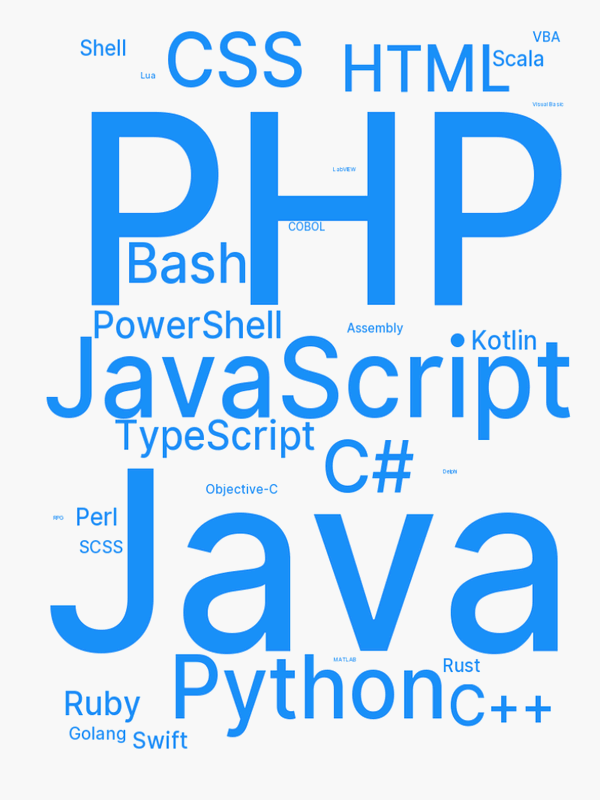 Shell
CSS
HTML
VBA
Scala
Lua
Visual Basic
PHP
LabVIEW
COBOL
Bash
PowerShell
Assembly
Kotlin
JavaScript
TypeScript
C#
Delphi
Objective-C
Java
RPG
Perl
SCSS
Python
MATLAB
Rust
C++
Ruby
Golang
Swift